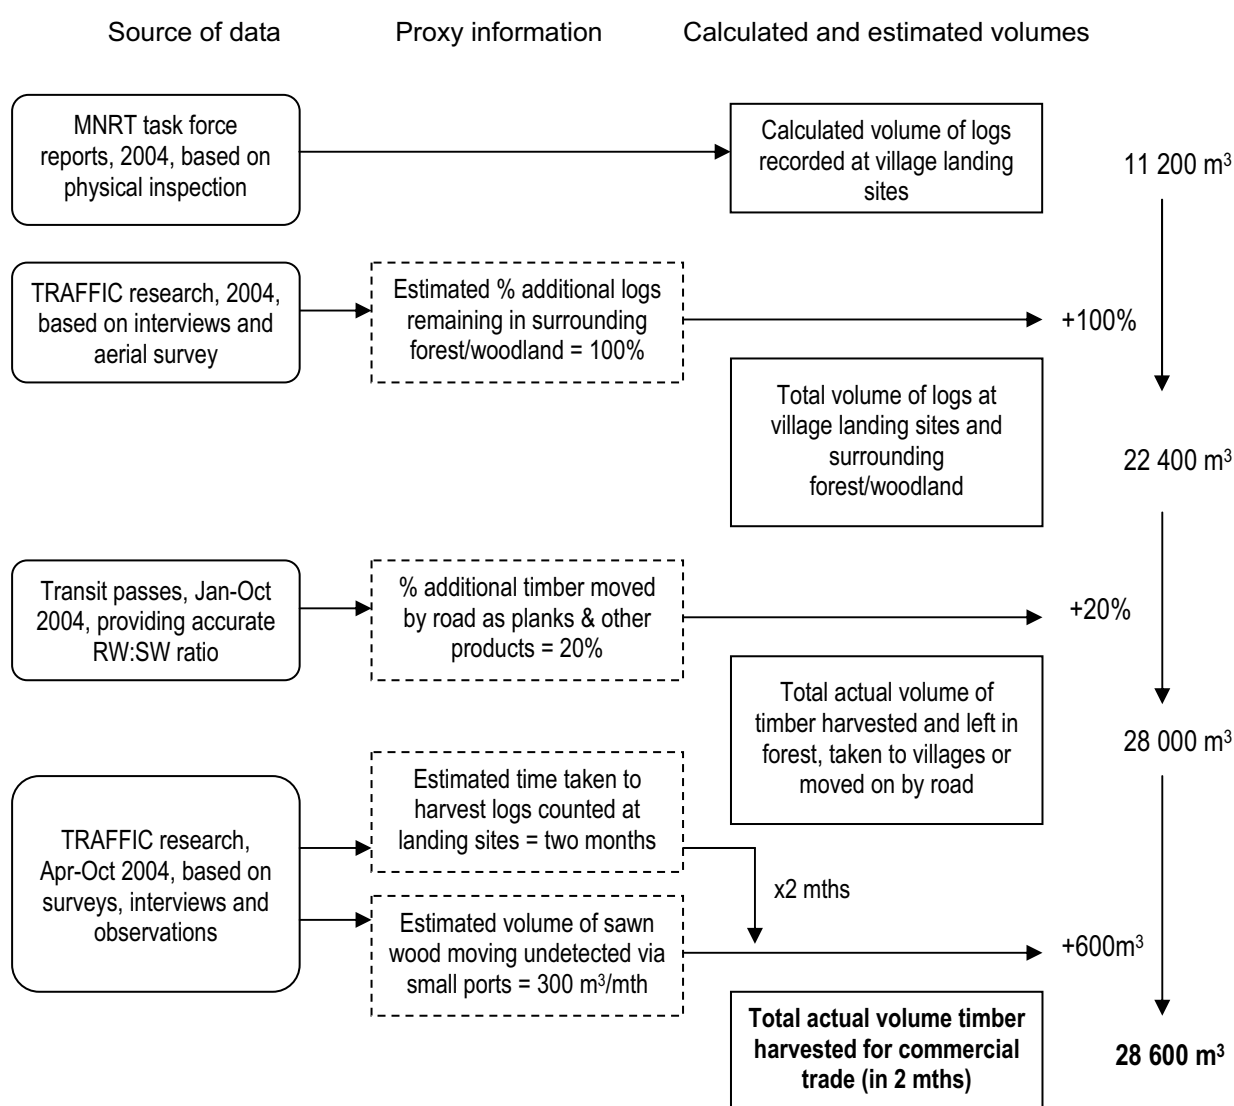 Source of data
Proxy information
Calculated and estimated volumes
MNRT task force
reports, 2004, based on
physical inspection
Calculated volume of logs
recorded at village landing
sites
11 200 m³
TRAFFIC research, 2004,
based on interviews and
aerial survey
Estimated % additional logs
remaining in surrounding
forest/woodland = 100%
+100%
Total volume of logs at
village landing sites and
surrounding
forest/woodland
22 400 m³
Transit passes, Jan-Oct
2004, providing accurate
RW:SW ratio
% additional timber moved
by road as planks & other
products = 20%
+20%
Total actual volume of
timber harvested and left in
forest, taken to villages or
moved on by road
28 000 m³
TRAFFIC research,
Apr-Oct 2004, based on
surveys, interviews and
observations
Estimated time taken to
harvest logs counted at
landing sites = two months
x2 mths
Estimated volume of sawn
wood moving undetected via
small ports = 300 m³/mth
+600m³
Total actual volume timber
harvested for commercial
trade (in 2 mths)
28 600 m³